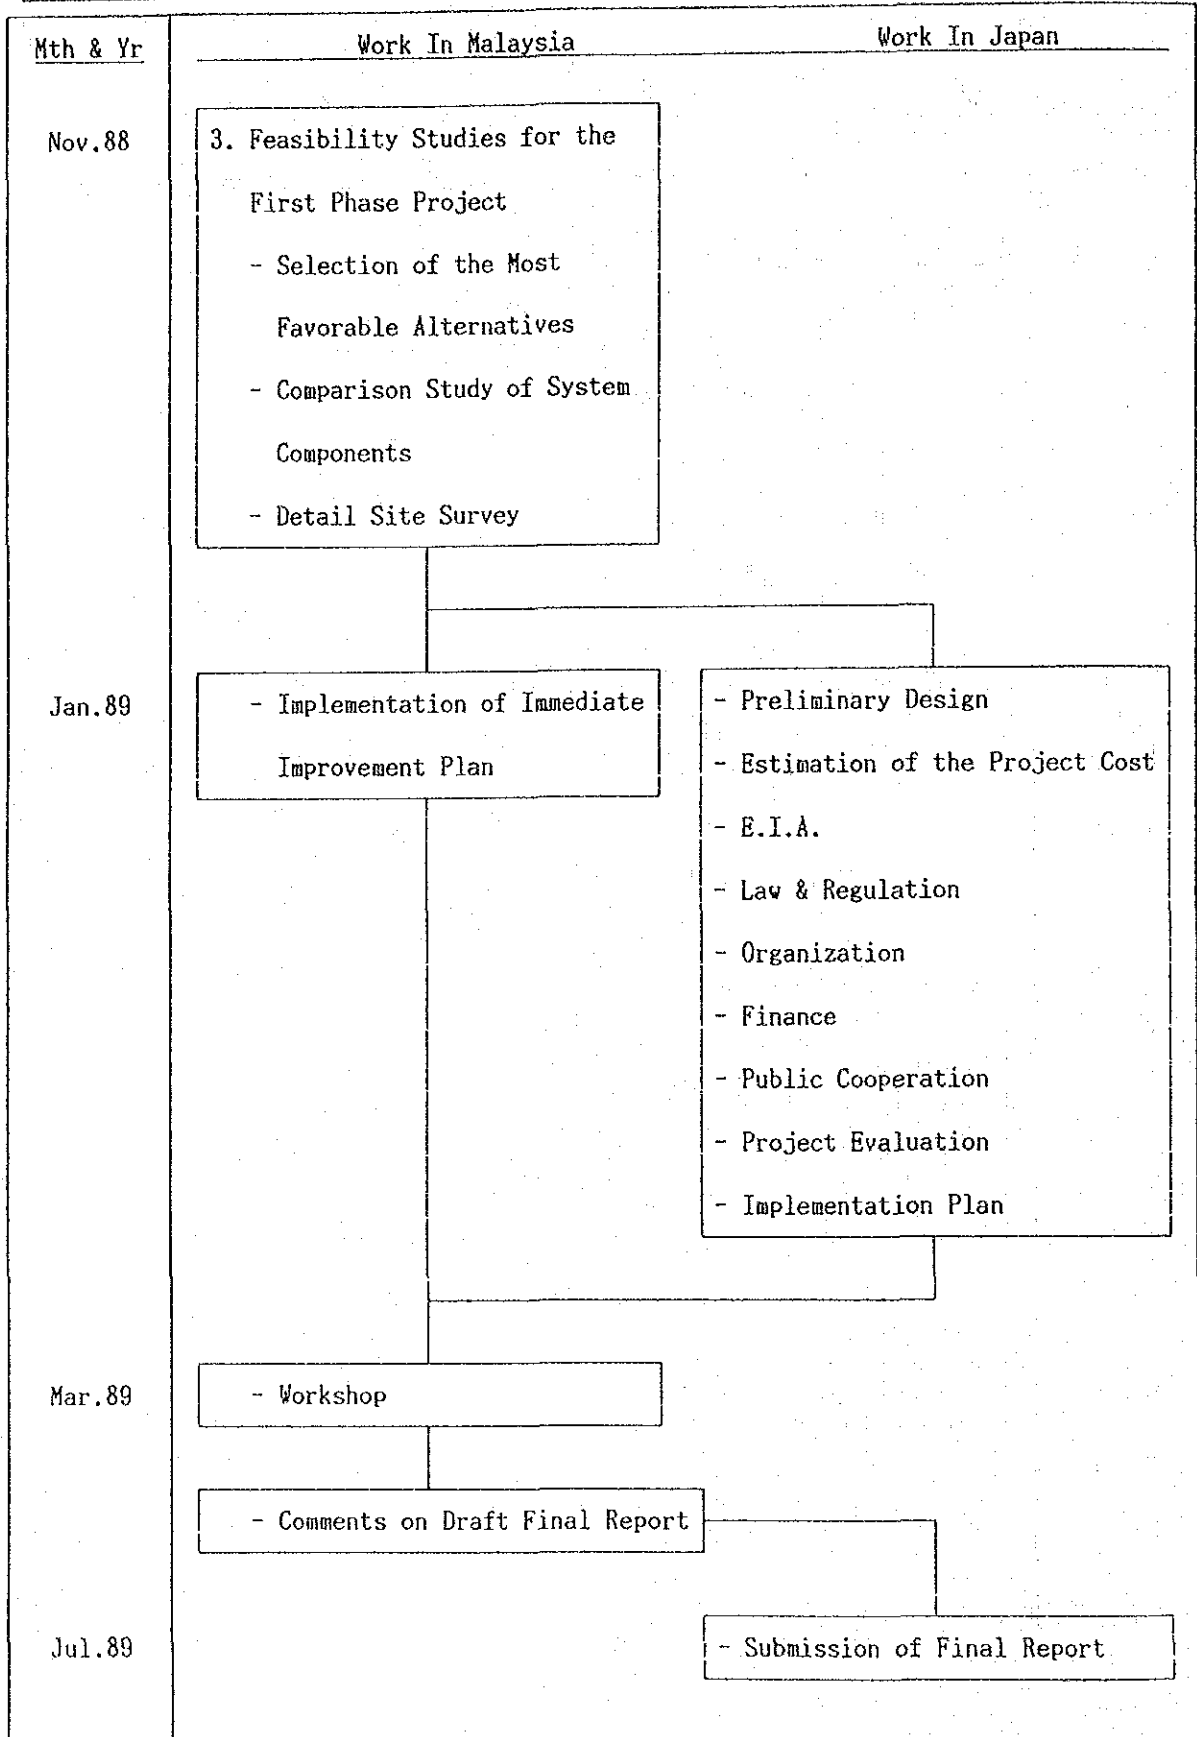 Mth & Yr Work In Malaysia Work In Japan
Nov.88
3. Feasibility Studies for the
First Phase Project
- Selection of the Most
Favorable Alternatives
- Comparison Study of System
Components
- Detail Site Survey
Jan.89
- Implementation of Immediate
Improvement Plan
- Preliminary Design
- Estimation of the Project Cost
- E.I.A.
- Law & Regulation
- Organization
- Finance
- Public Cooperation
- Project Evaluation
- Implementation Plan
Mar.89
- Workshop
- Comments on Draft Final Report
Jul.89
- Submission of Final Report